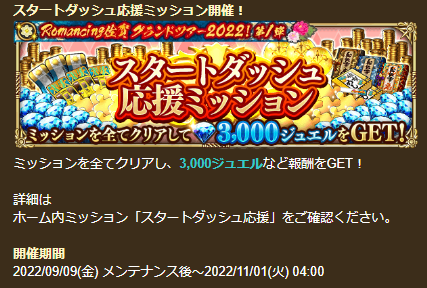 スタートダッシュ応援ミッション開催！
Romancing佐賀 グランドツアー2022！第1弾
スタートダッシュ
応援ミッション
ミッションを全てクリアして3,000ジュエルをGET!
ミッションを全てクリアし、3,000ジュエルなど報酬をGET！
詳細は
ホーム内ミッション「スタートダッシュ応援」をご確認ください。
開催期間
2022/09/09(金) メンテナンス後～2022/11/01(火) 04:00